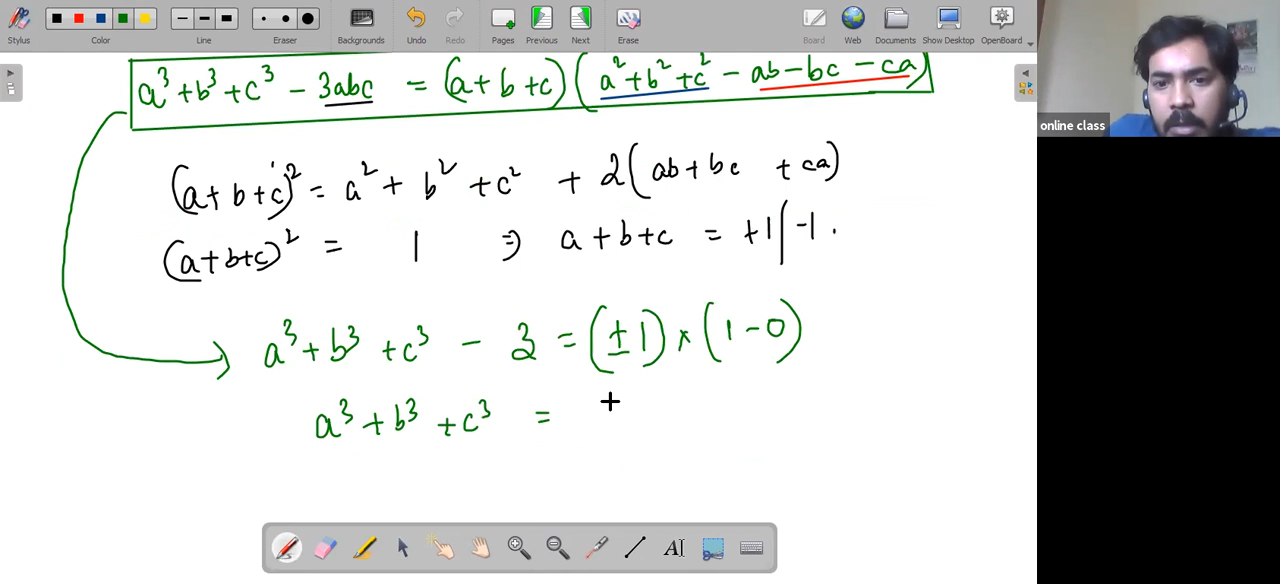 Stylus Color Line Eraser Backgrounds Undo Redo Pages Previous Next Erase Board Web Documents Show Desktop OpenBoard
a³ + b³ + c³ - 3abc = (a + b + c) (a² + b² + c² - ab - bc - ca)
online class
(a + b + c)² = a² + b² + c² + 2(ab + bc + ca)
(a + b + c)² = 1 ⇒ a + b + c = +1 | -1 .
a³ + b³ + c³ - 3 = (±1) × (1 - 0)
a³ + b³ + c³ =